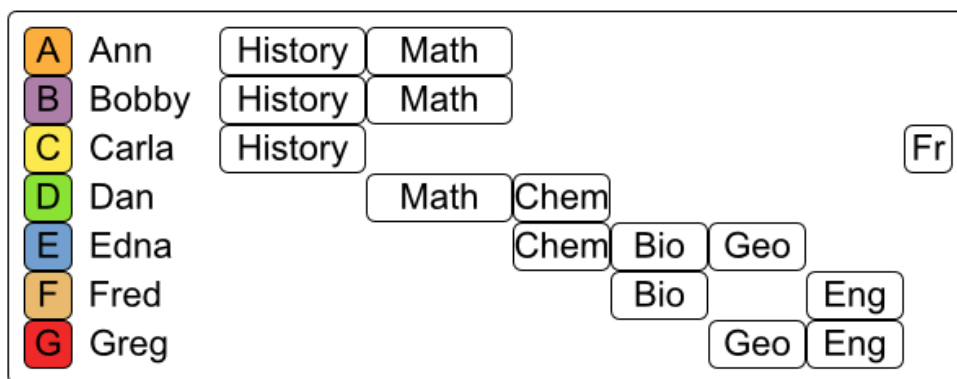 A Ann History Math
B Bobby History Math
C Carla History Fr
D Dan Math Chem
E Edna Chem Bio Geo
F Fred Bio Eng
G Greg Geo Eng